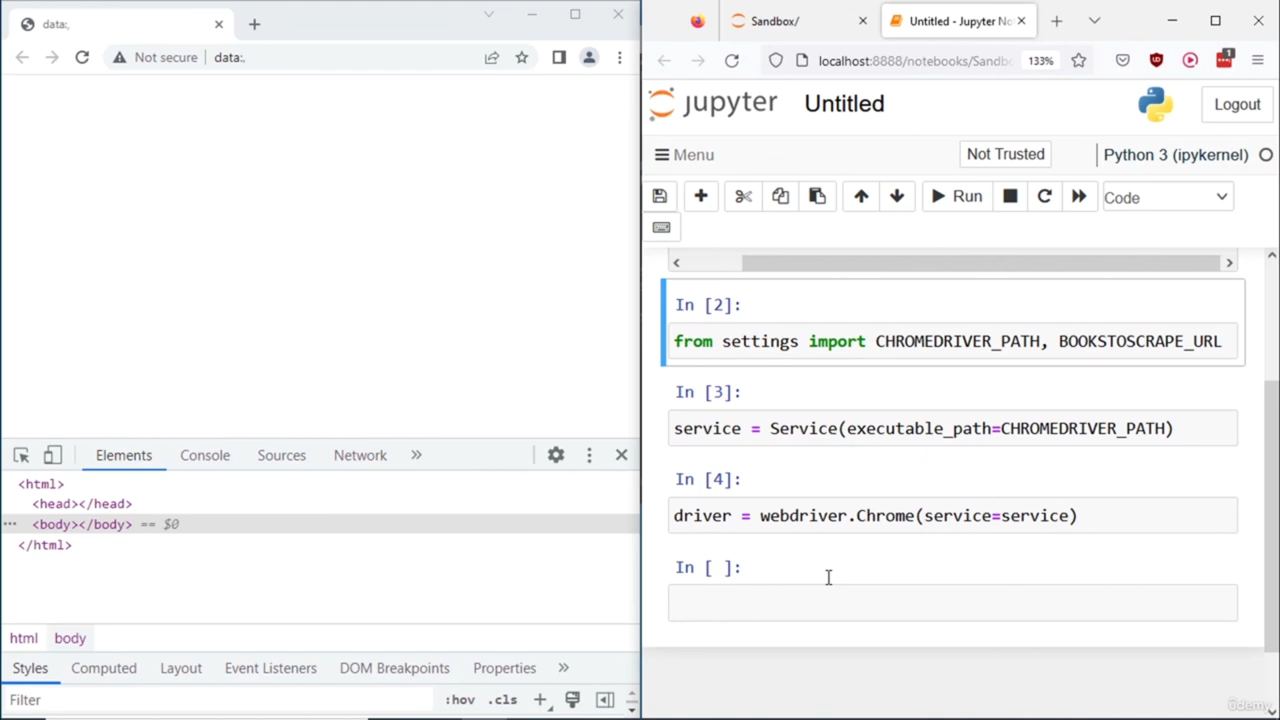 data:,
Not secure
data:,
Elements
Console
Sources
Network
<html>
<head></head>
<body></body> == $0
</html>
html
body
Styles
Computed
Layout
Event Listeners
DOM Breakpoints
Properties
Filter
:hov
.cls
Sandbox/
Untitled - Jupyter No
localhost:8888/notebooks/Sandb
133%
1
jupyter
Untitled
Logout
Menu
Not Trusted
Python 3 (ipykernel)
Run
Code
In [2]:
from settings import CHROMEDRIVER_PATH, BOOKSTOSCRAPE_URL
In [3]:
service = Service(executable_path=CHROMEDRIVER_PATH)
In [4]:
driver = webdriver.Chrome(service=service)
In [ ]:
ûdemy